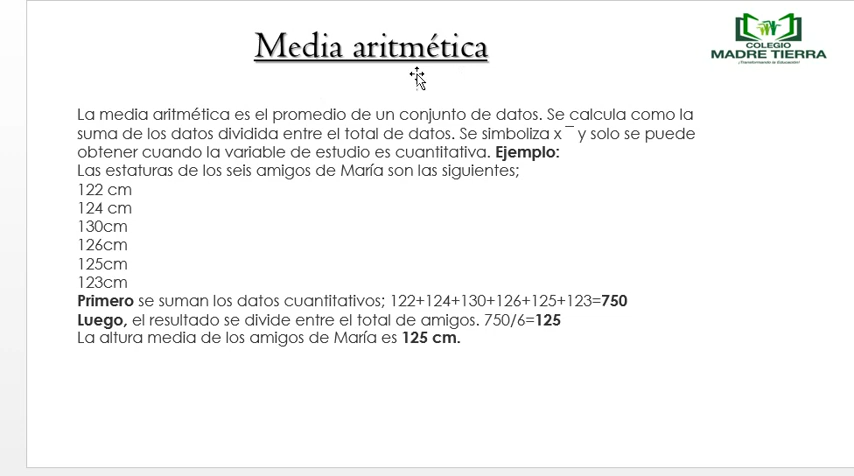 Media aritmética
COLEGIO
MADRE TIERRA
¡Transformando la Educación!
La media aritmética es el promedio de un conjunto de datos. Se calcula como la
suma de los datos dividida entre el total de datos. Se simboliza x ¯ y solo se puede
obtener cuando la variable de estudio es cuantitativa. Ejemplo:
Las estaturas de los seis amigos de María son las siguientes;
122 cm
124 cm
130cm
126cm
125cm
123cm
Primero se suman los datos cuantitativos; 122+124+130+126+125+123=750
Luego, el resultado se divide entre el total de amigos. 750/6=125
La altura media de los amigos de María es 125 cm.